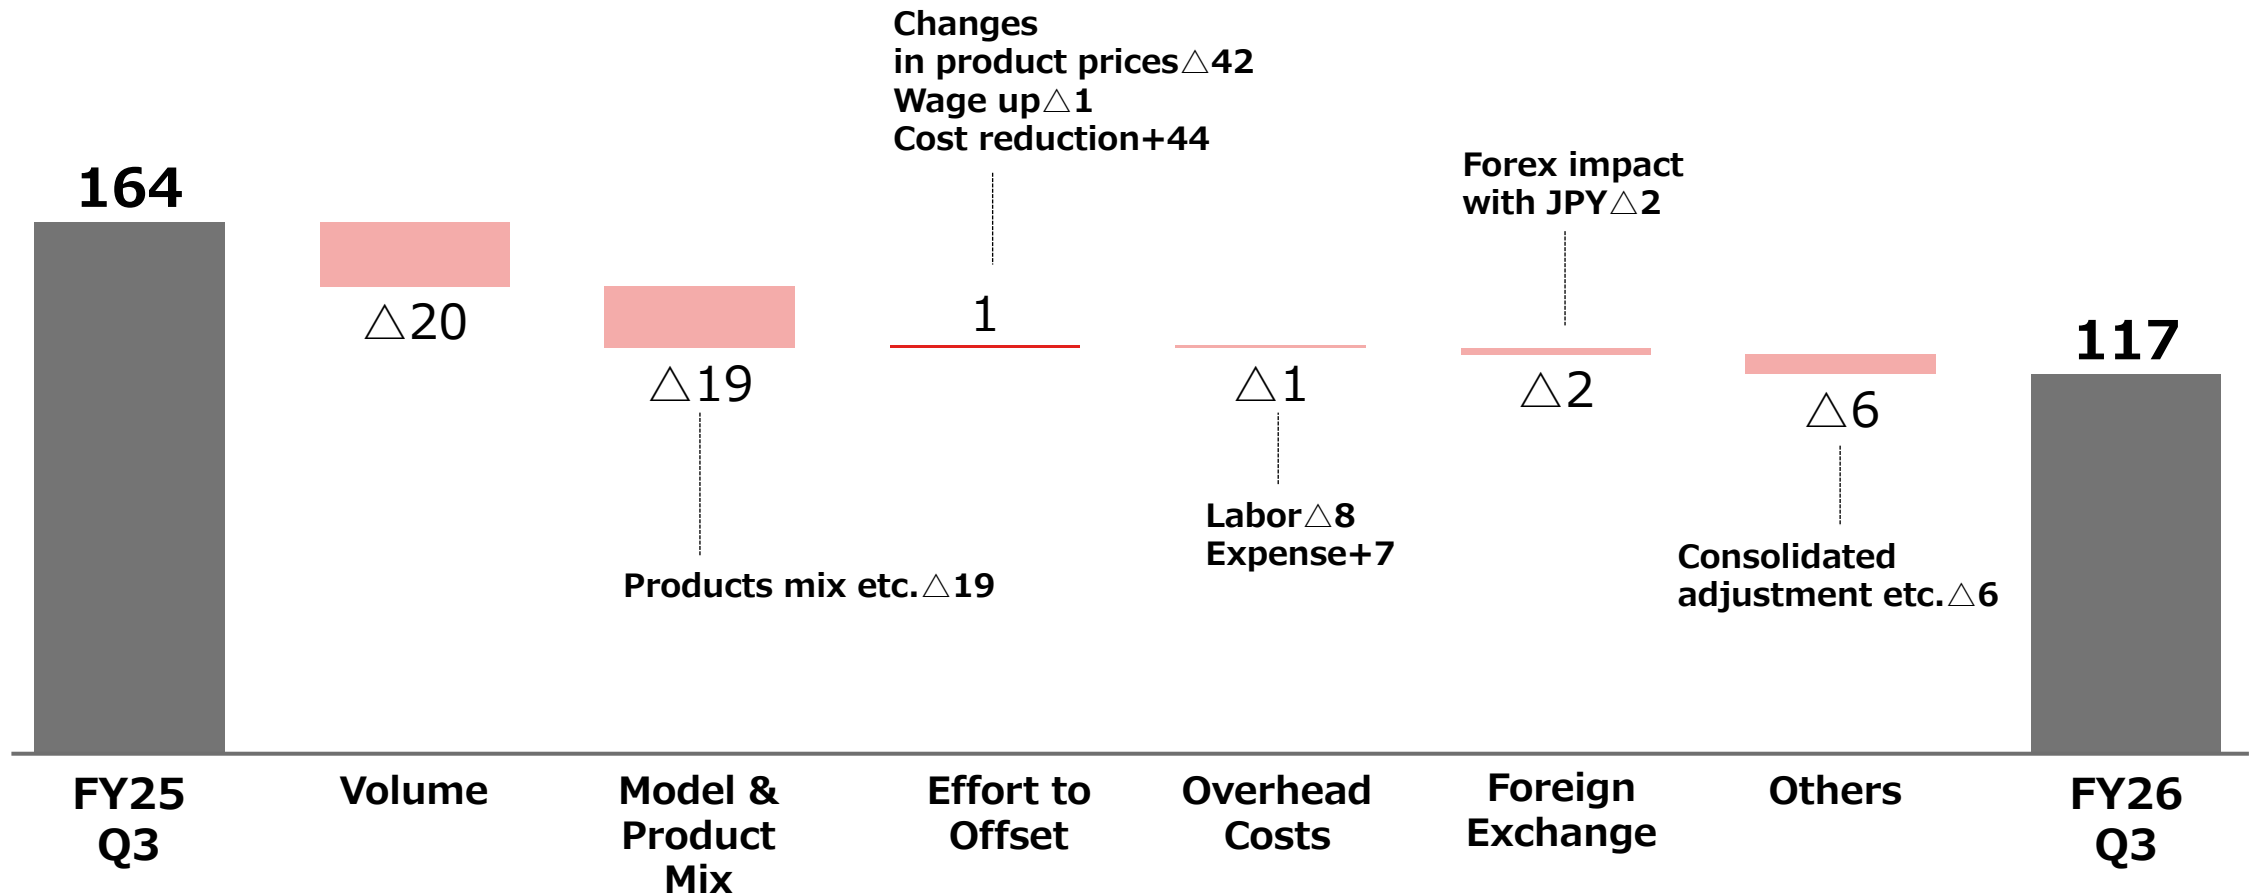 Changes
in product prices△42
Wage up△1
Cost reduction+44
Forex impact
with JPY△2
164
△20
△19
1
△1
△2
△6
117
Products mix etc.△19
Labor△8
Expense+7
Consolidated
adjustment etc.△6
FY25
Q3
Volume
Model &
Product
Mix
Effort to
Offset
Overhead
Costs
Foreign
Exchange
Others
FY26
Q3